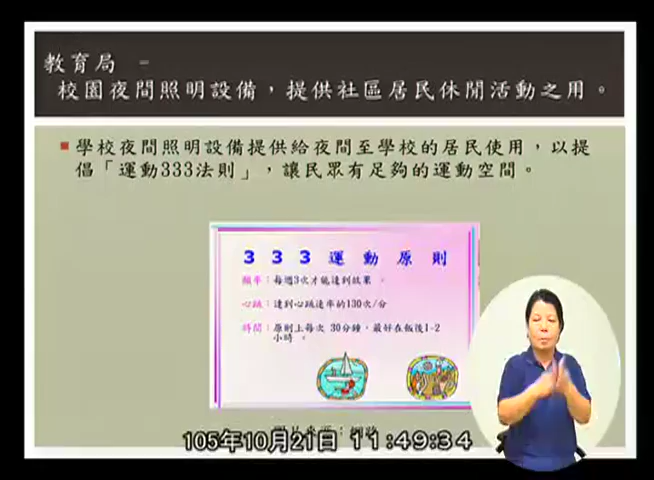 教育局 -
校園夜間照明設備，提供社區居民休閒活動之用。
學校夜間照明設備提供給夜間至學校的居民使用，以提
倡「運動333法則」，讓民眾有足夠的運動空間。
3 3 3 運 動 原 則
頻率：每週3次才能達到效果 。
心跳：達到心跳速率的130次/分
時間：原則上每次 30分鐘，最好在飯後1-2
小時 。
105年10月21日 11:49:34